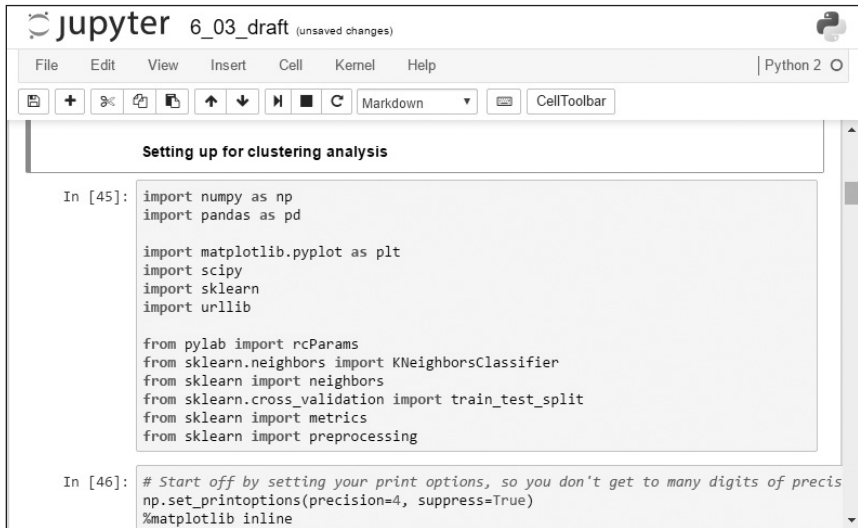 jupyter 6_03_draft (unsaved changes)
File Edit View Insert Cell Kernel Help Python 2
Markdown CellToolbar
Setting up for clustering analysis
In [45]: import numpy as np
import pandas as pd
import matplotlib.pyplot as plt
import scipy
import sklearn
import urllib
from pylab import rcParams
from sklearn.neighbors import KNeighborsClassifier
from sklearn import neighbors
from sklearn.cross_validation import train_test_split
from sklearn import metrics
from sklearn import preprocessing
In [46]: # Start off by setting your print options, so you don't get to many digits of precis
np.set_printoptions(precision=4, suppress=True)
%matplotlib inline